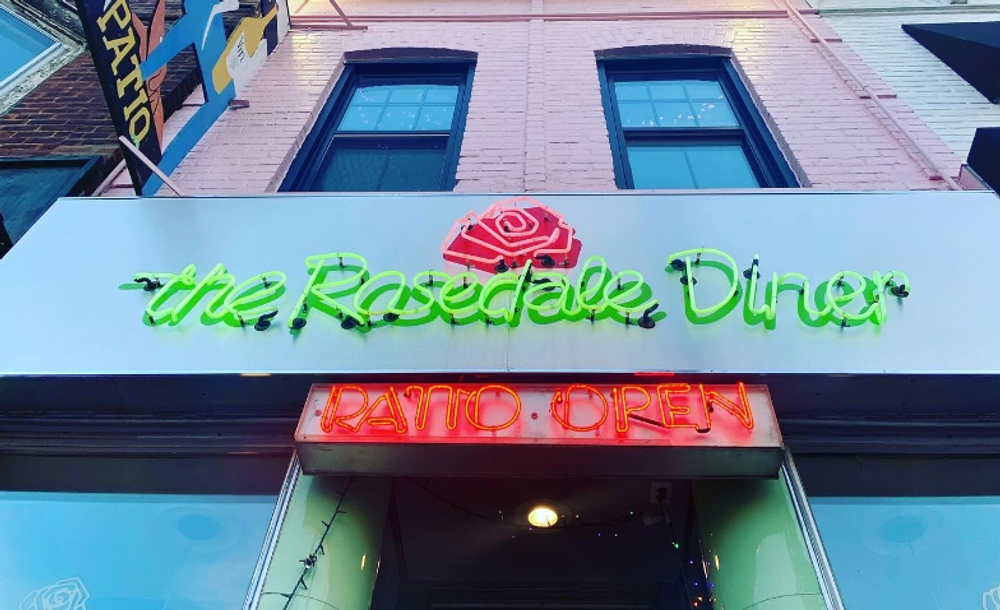 PATIO
the Rosedale Diner
PATIO · OPEN